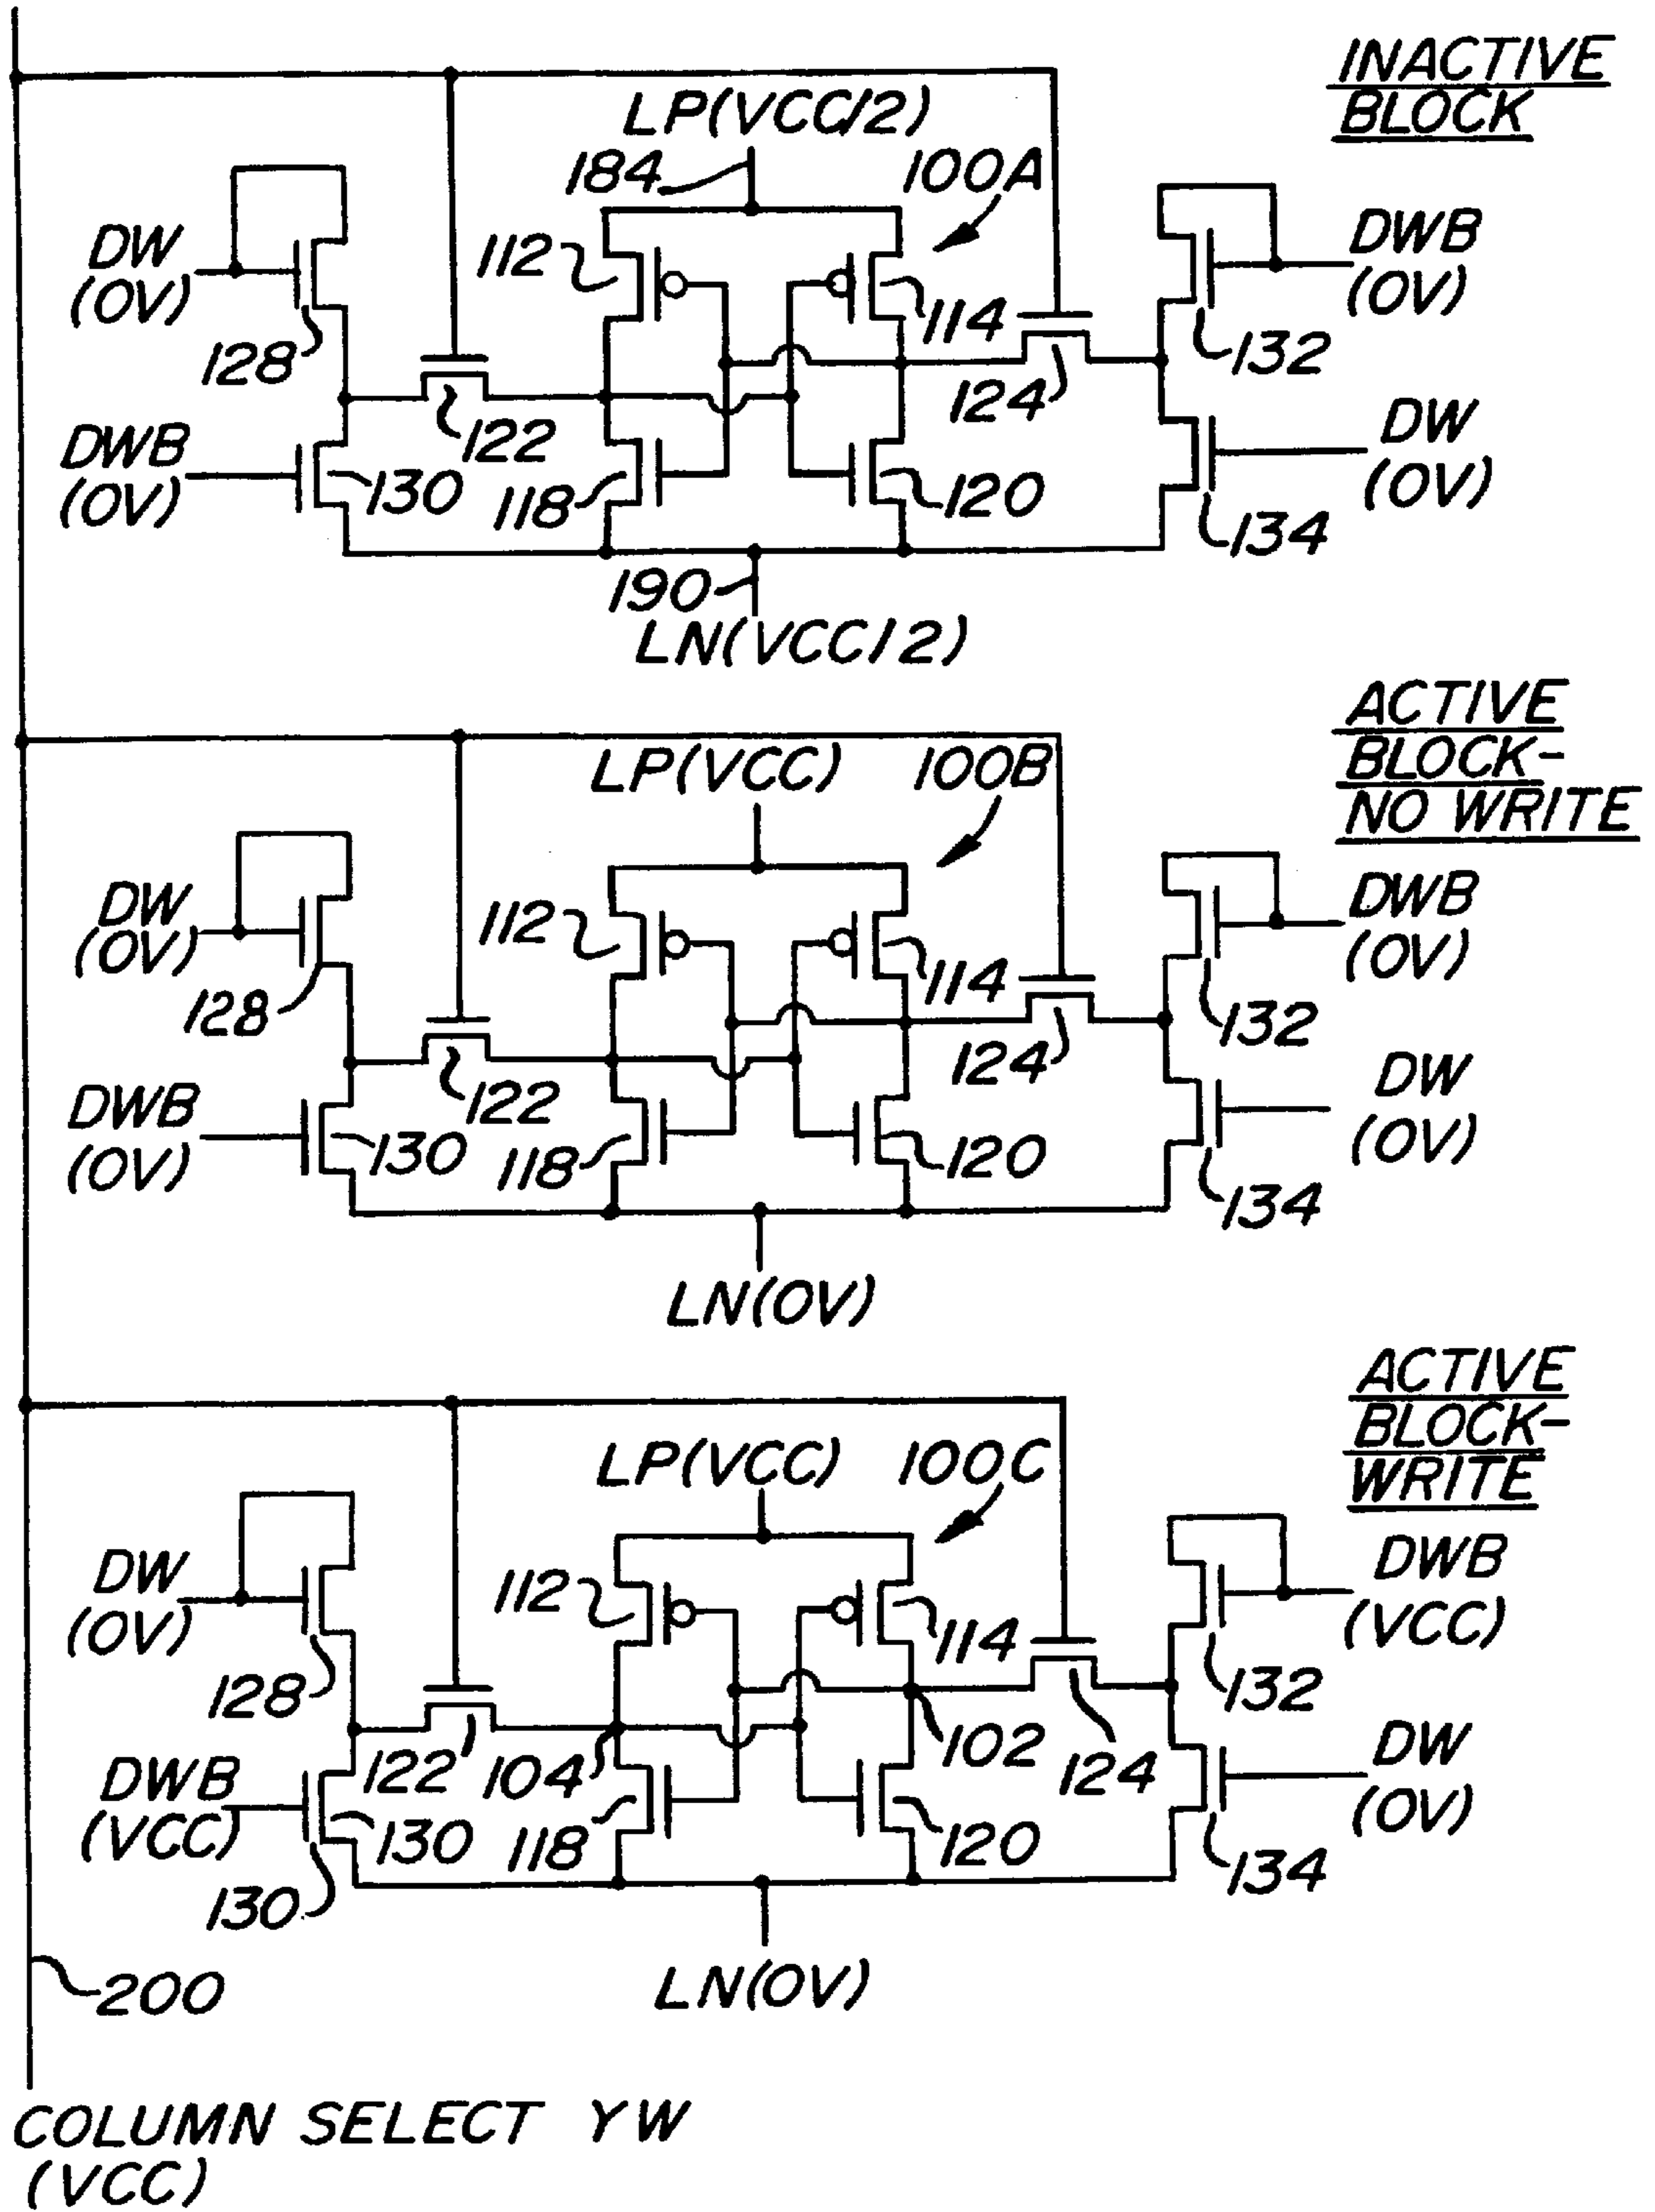 INACTIVE
BLOCK
LP(VCC/2)
184
100A
112
114
DW
(0V)
128
DWB
(0V)
132
122
124
DWB
(0V)
130
118
120
DW
(0V)
134
190
LN(VCC/2)
ACTIVE
BLOCK-
NO WRITE
LP(VCC)
100B
112
114
DW
(0V)
128
DWB
(0V)
132
122
124
DWB
(0V)
130
118
120
DW
(0V)
134
LN(0V)
ACTIVE
BLOCK-
WRITE
LP(VCC)
100C
112
114
DW
(0V)
128
DWB
(VCC)
132
122
104
102
124
DWB
(VCC)
130
130
118
120
DW
(0V)
134
200
LN(0V)
COLUMN SELECT YW
(VCC)